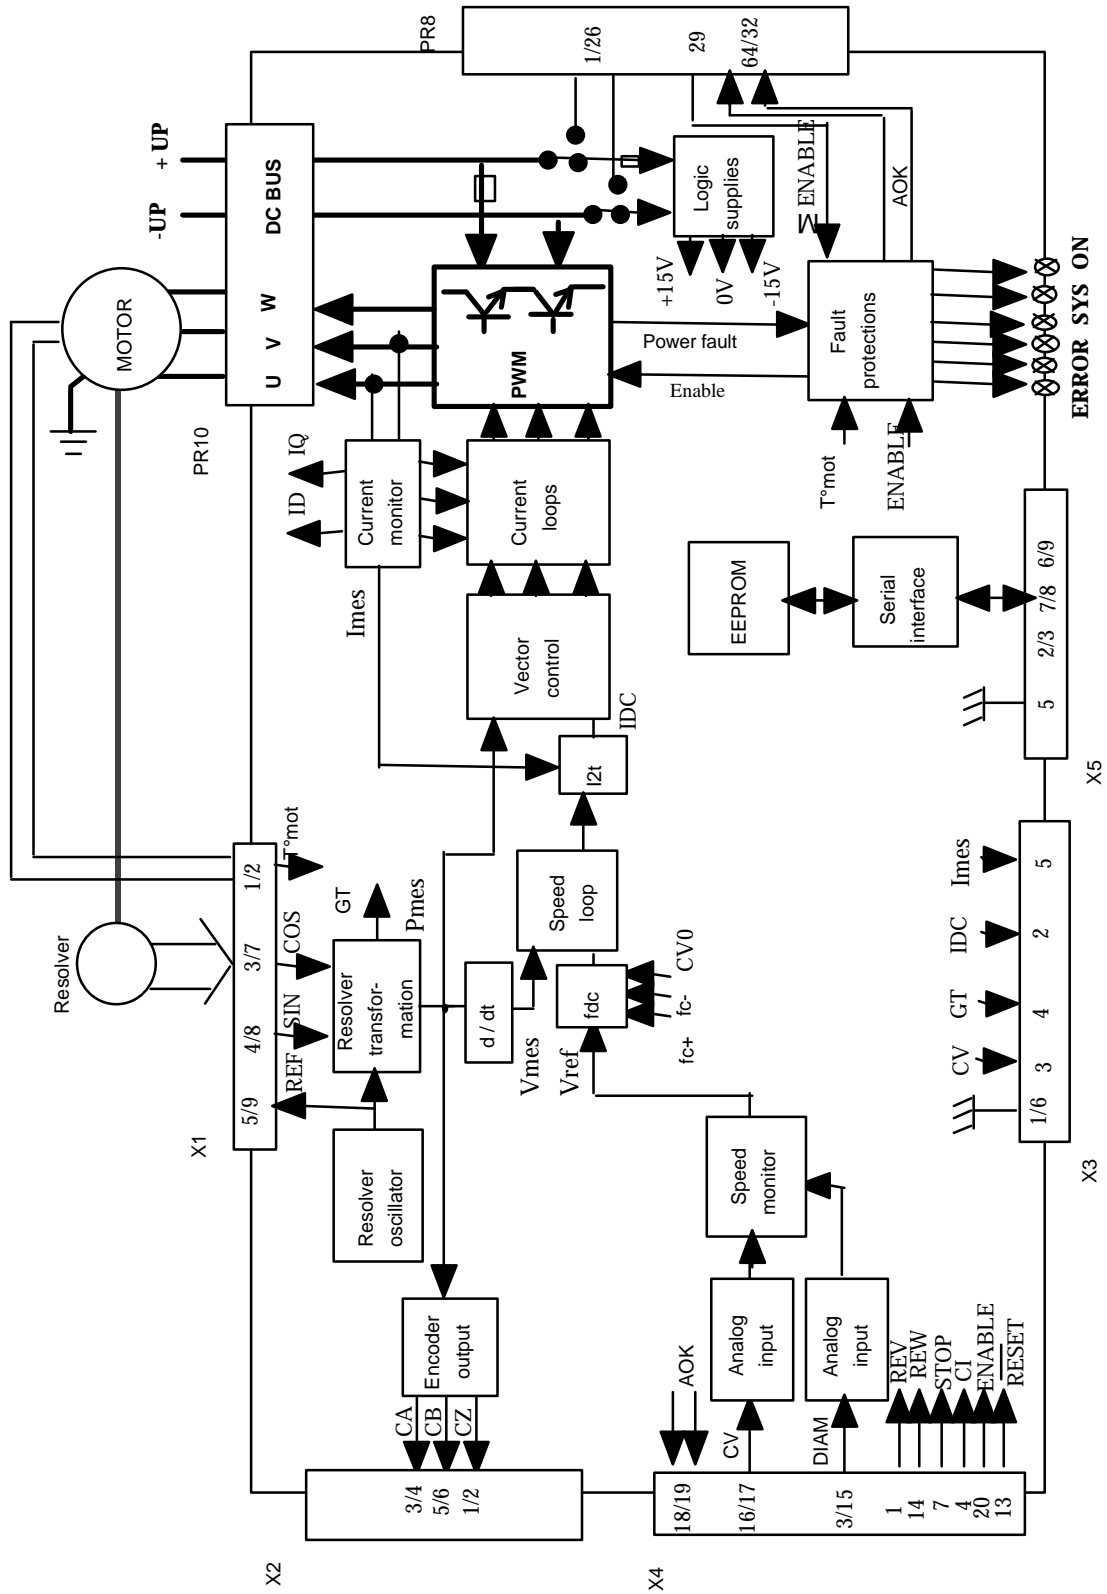 X2
3/4
5/6
1/2
CA
CB
CZ
Encoder
output
X1
5/9
4/8
3/7
1/2
REF
SIN
COS
T°mot
Resolver
Resolver
oscillator
Resolver
transfor-
mation
GT
Pmes
d / dt
Vmes
Vref
fdc
fc+
fc-
CV0
Speed
loop
I2t
IDC
Imes
Vector
control
Current
monitor
ID
IQ
Current
loops
PWM
MOTOR
PR10
U
V
W
DC BUS
-UP
+ UP
PR8
1/26
29
64/32
Logic
supplies
+15V
0V
-15V
M ENABLE
AOK
Power fault
Enable
Fault
protections
T°mot
ENABLE
ERROR SYS ON
EEPROM
Serial
interface
X5
5
2/3
7/8
6/9
X3
1/6
3
4
2
5
CV
GT
IDC
Imes
Speed
monitor
Analog
input
Analog
input
AOK
CV
DIAM
REV
REW
STOP
CI
ENABLE
RESET
X4
18/19
16/17
3/15
1
14
7
4
20
13